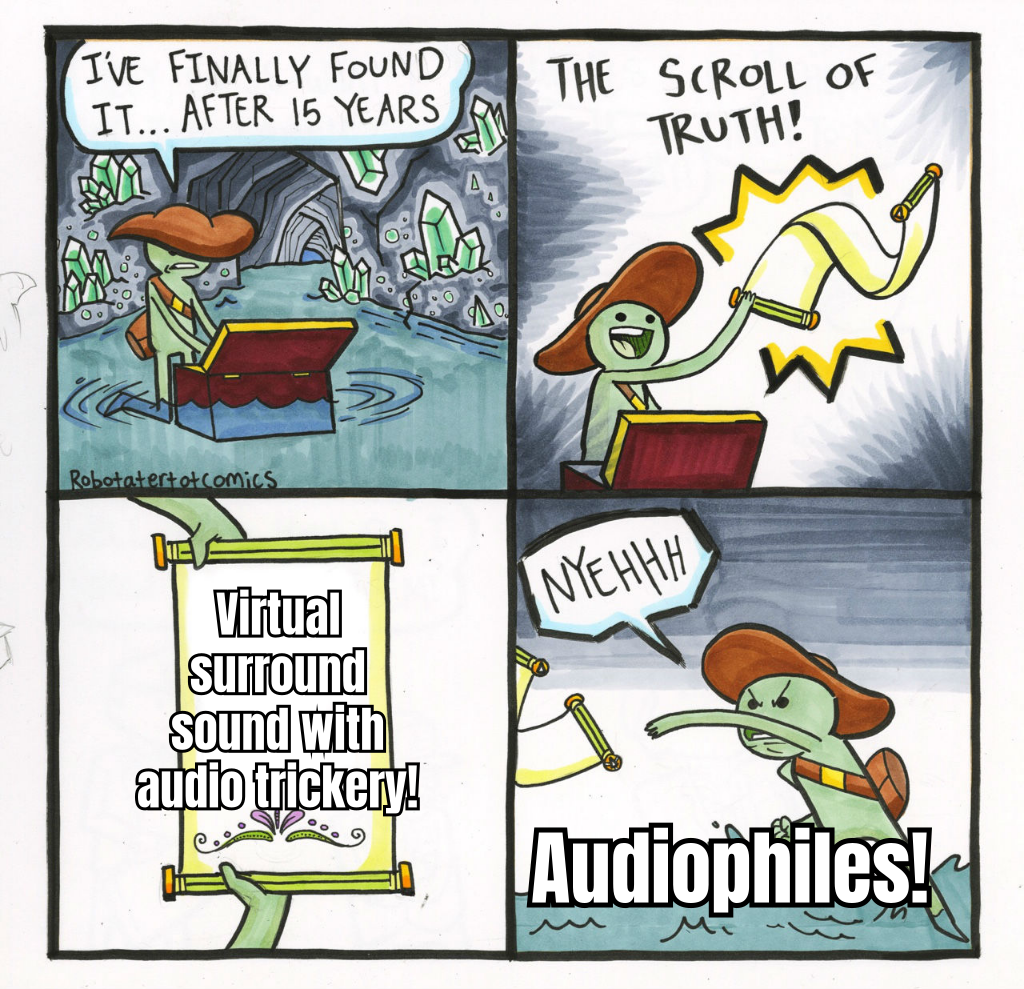 I'VE FINALLY FOUND
IT... AFTER 15 YEARS
Robotatertotcomics
THE SCROLL OF
TRUTH!
Virtual
surround
sound with
audio trickery!
NYEHHH
Audiophiles!